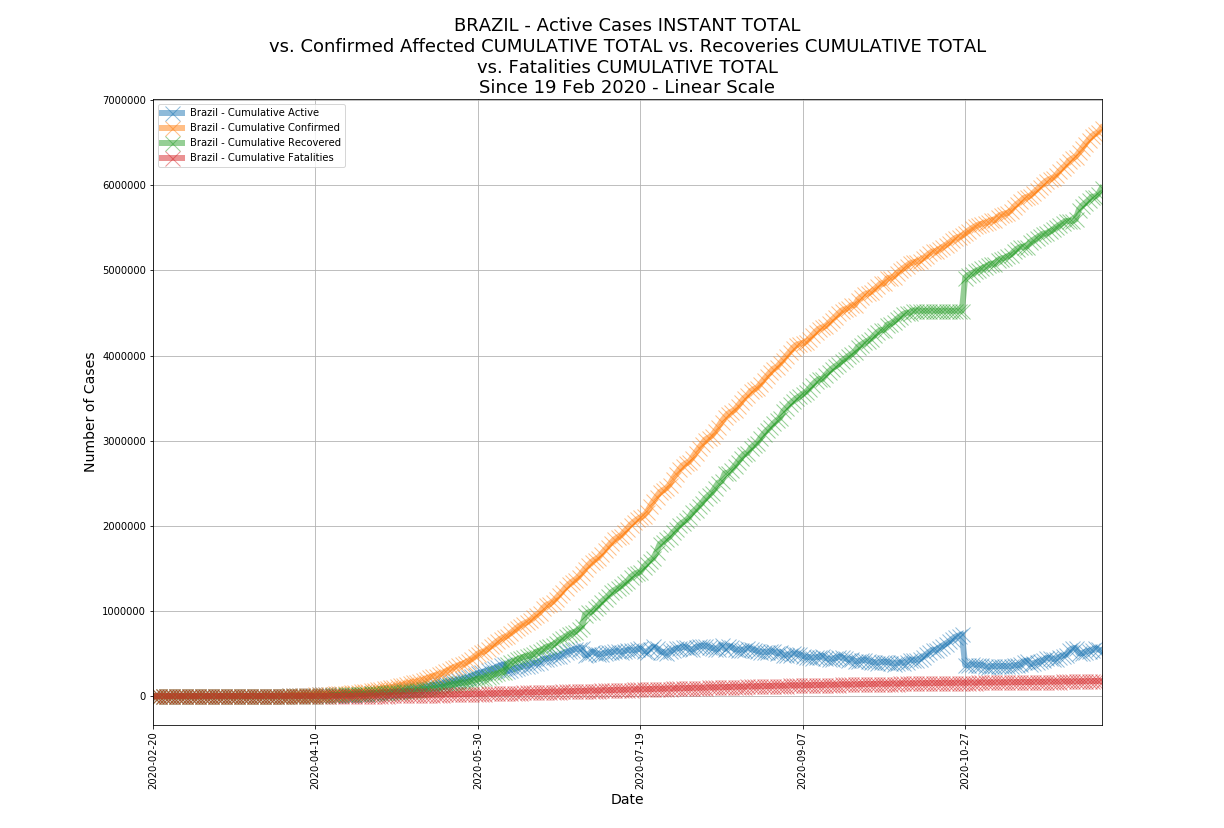 BRAZIL - Active Cases INSTANT TOTAL
vs. Confirmed Affected CUMULATIVE TOTAL vs. Recoveries CUMULATIVE TOTAL
vs. Fatalities CUMULATIVE TOTAL
Since 19 Feb 2020 - Linear Scale
Brazil - Cumulative Active
Brazil - Cumulative Confirmed
Brazil - Cumulative Recovered
Brazil - Cumulative Fatalities
Number of Cases
7000000
6000000
5000000
4000000
3000000
2000000
1000000
0
2020-02-20
2020-04-10
2020-05-30
2020-07-19
2020-09-07
2020-10-27
Date